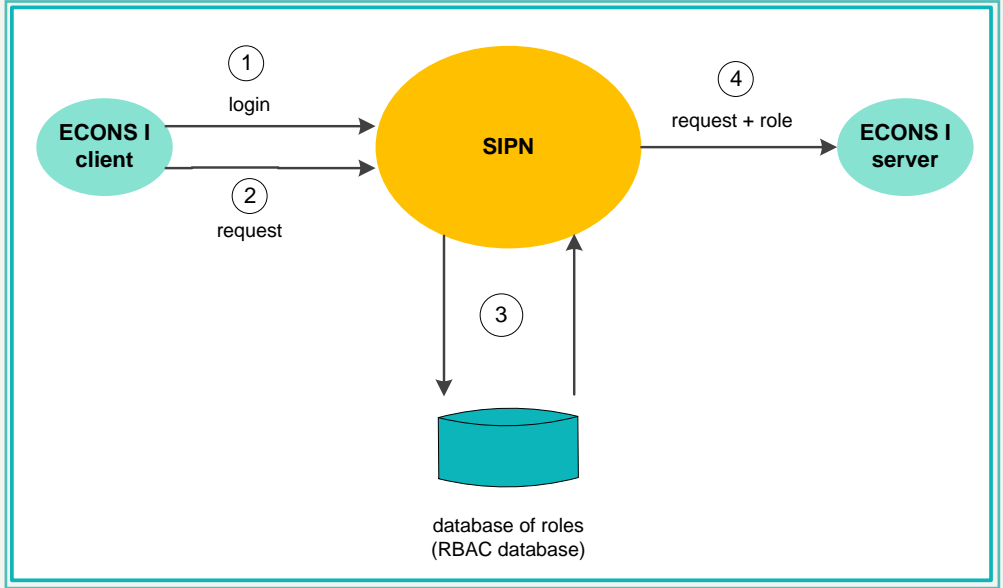 1
login
ECONS I
client
2
request
SIPN
4
request + role
ECONS I
server
3
database of roles
(RBAC database)